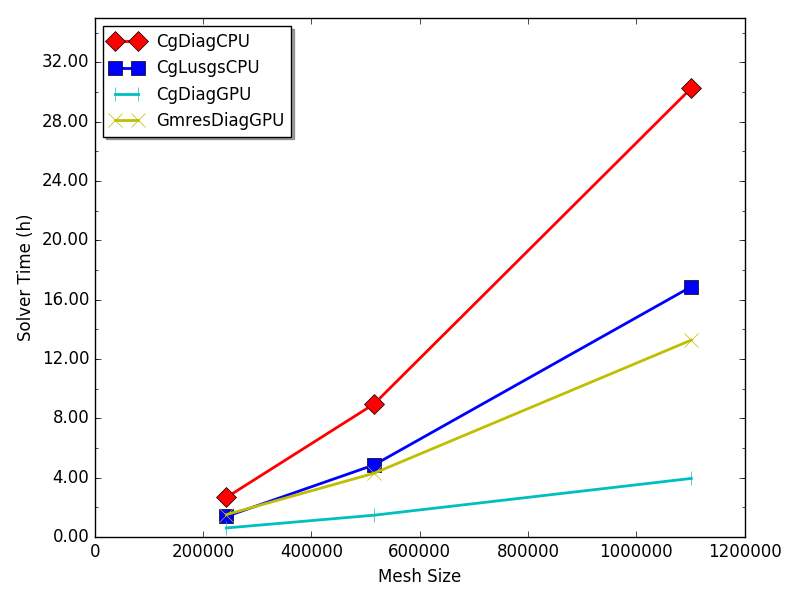 CgDiagCPU
CgLusgsCPU
CgDiagGPU
GmresDiagGPU
Solver Time (h)
32.00
28.00
24.00
20.00
16.00
12.00
8.00
4.00
0.00
0 200000 400000 600000 800000 1000000 1200000
Mesh Size